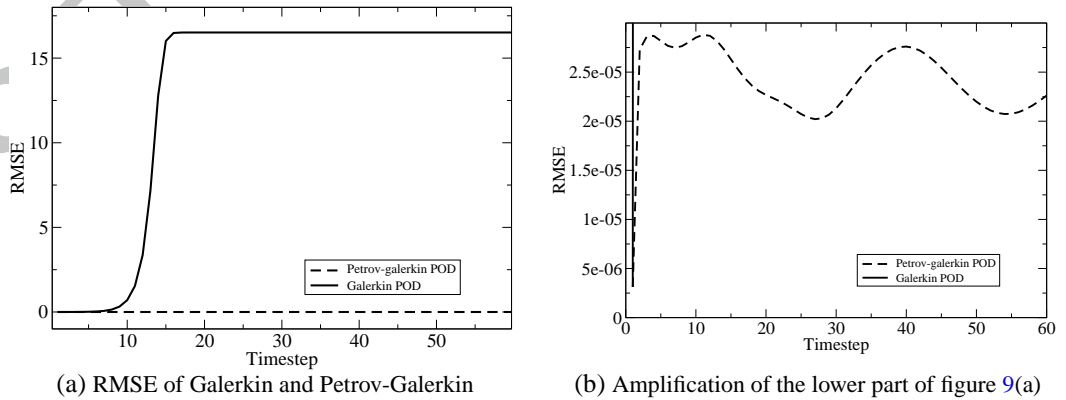 15
10
5
0
RMSE
10 20 30 40 50
Timestep
Petrov-galerkin POD
Galerkin POD
(a) RMSE of Galerkin and Petrov-Galerkin
2.5e-05
2e-05
1.5e-05
1e-05
5e-06
0
RMSE
0 10 20 30 40 50 60
Timestep
Petrov-galerkin POD
Galerkin POD
(b) Amplification of the lower part of figure 9(a)